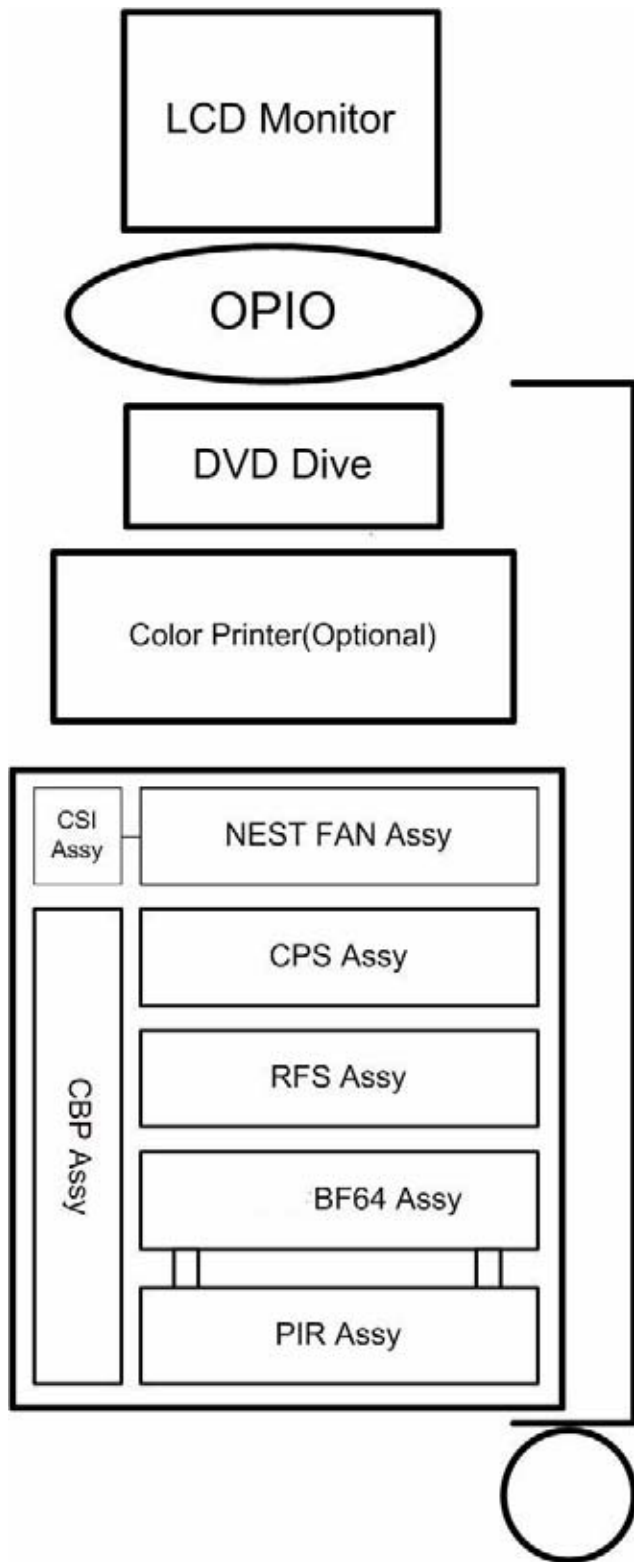 LCD Monitor
OPIO
DVD Dive
Color Printer(Optional)
CSI
Assy
NEST FAN Assy
CPS Assy
RFS Assy
CBP Assy
BF64 Assy
PIR Assy